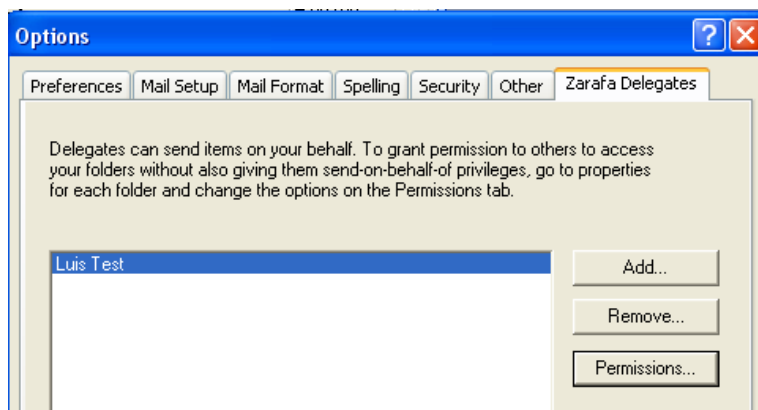 Options
Preferences Mail Setup Mail Format Spelling Security Other Zarafa Delegates
Delegates can send items on your behalf. To grant permission to others to access
your folders without also giving them send-on-behalf-of privileges, go to properties
for each folder and change the options on the Permissions tab.
Luis Test
Add...
Remove...
Permissions...